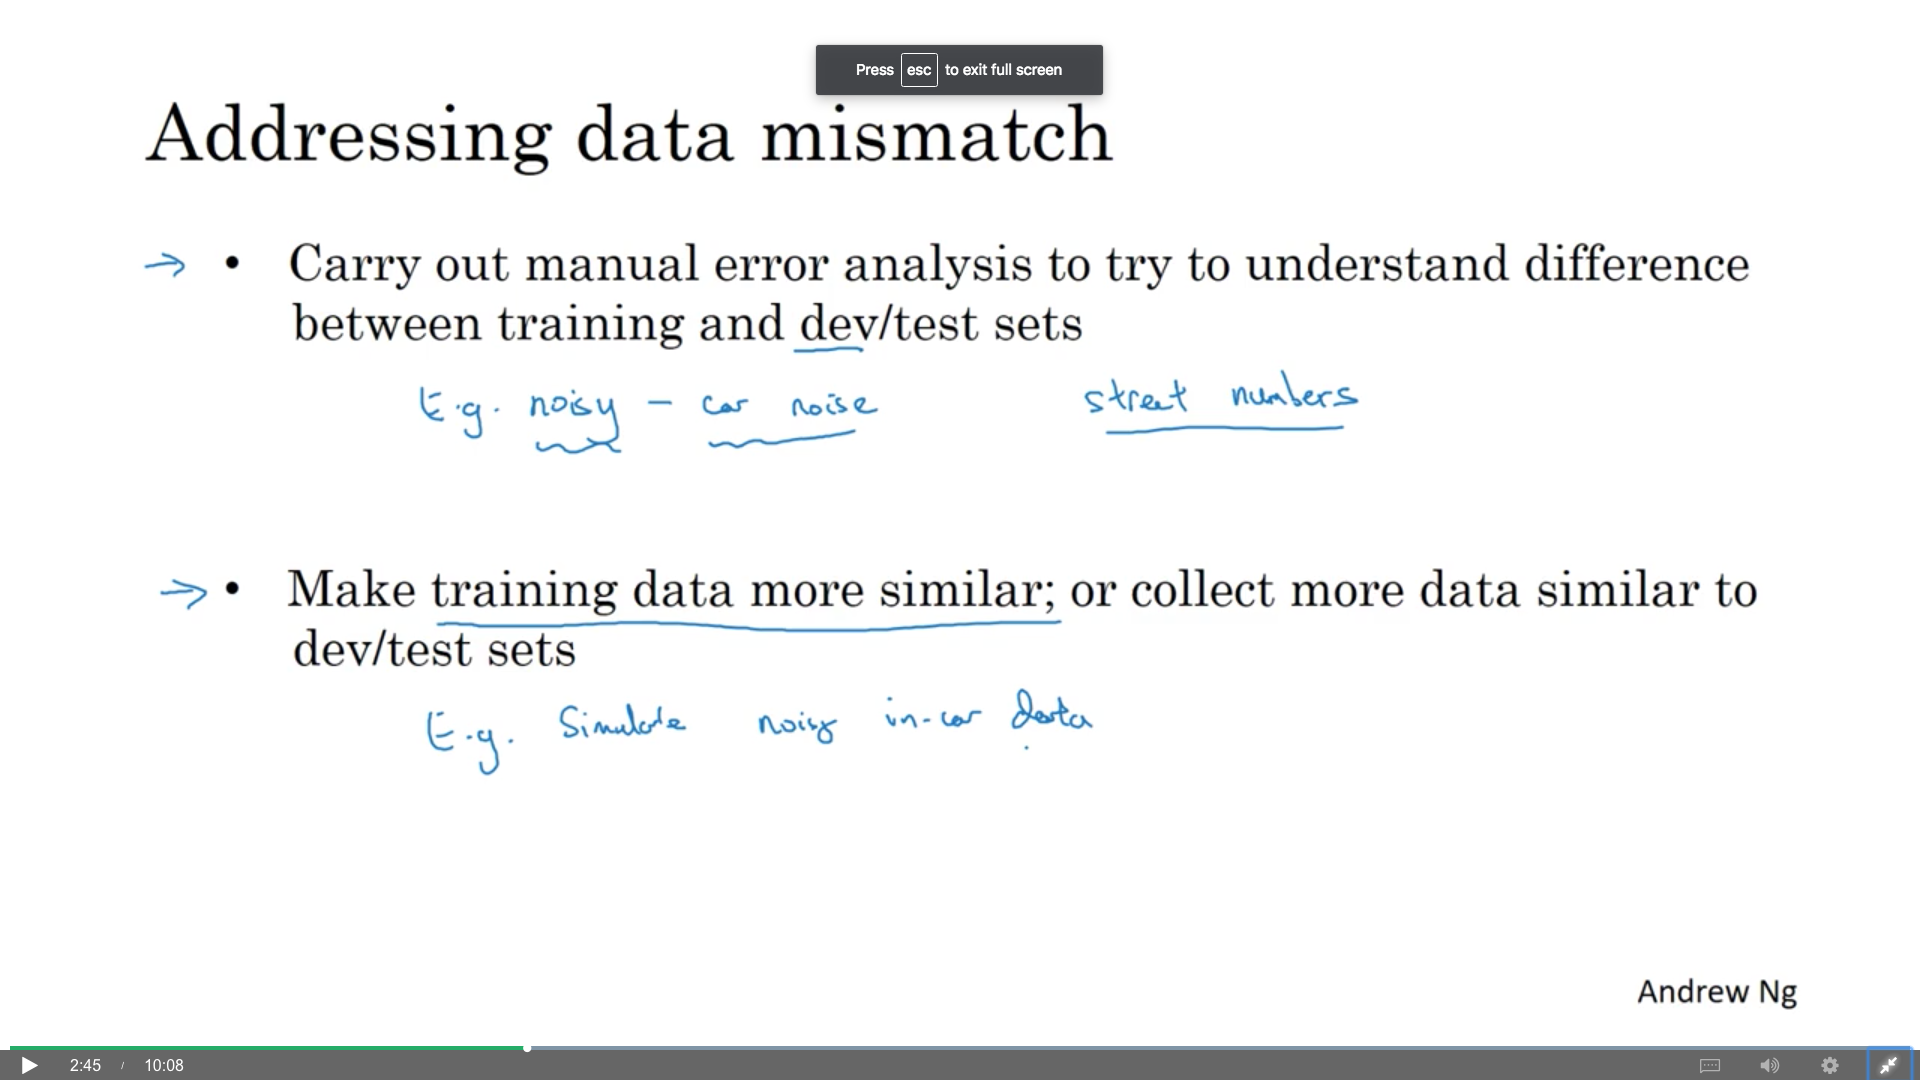 Press esc to exit full screen
Addressing data mismatch
• Carry out manual error analysis to try to understand difference
between training and dev/test sets
E.g. noisy - car noise street numbers
• Make training data more similar; or collect more data similar to
dev/test sets
E.g. Simulate noisy in-car data
Andrew Ng
2:45 / 10:08